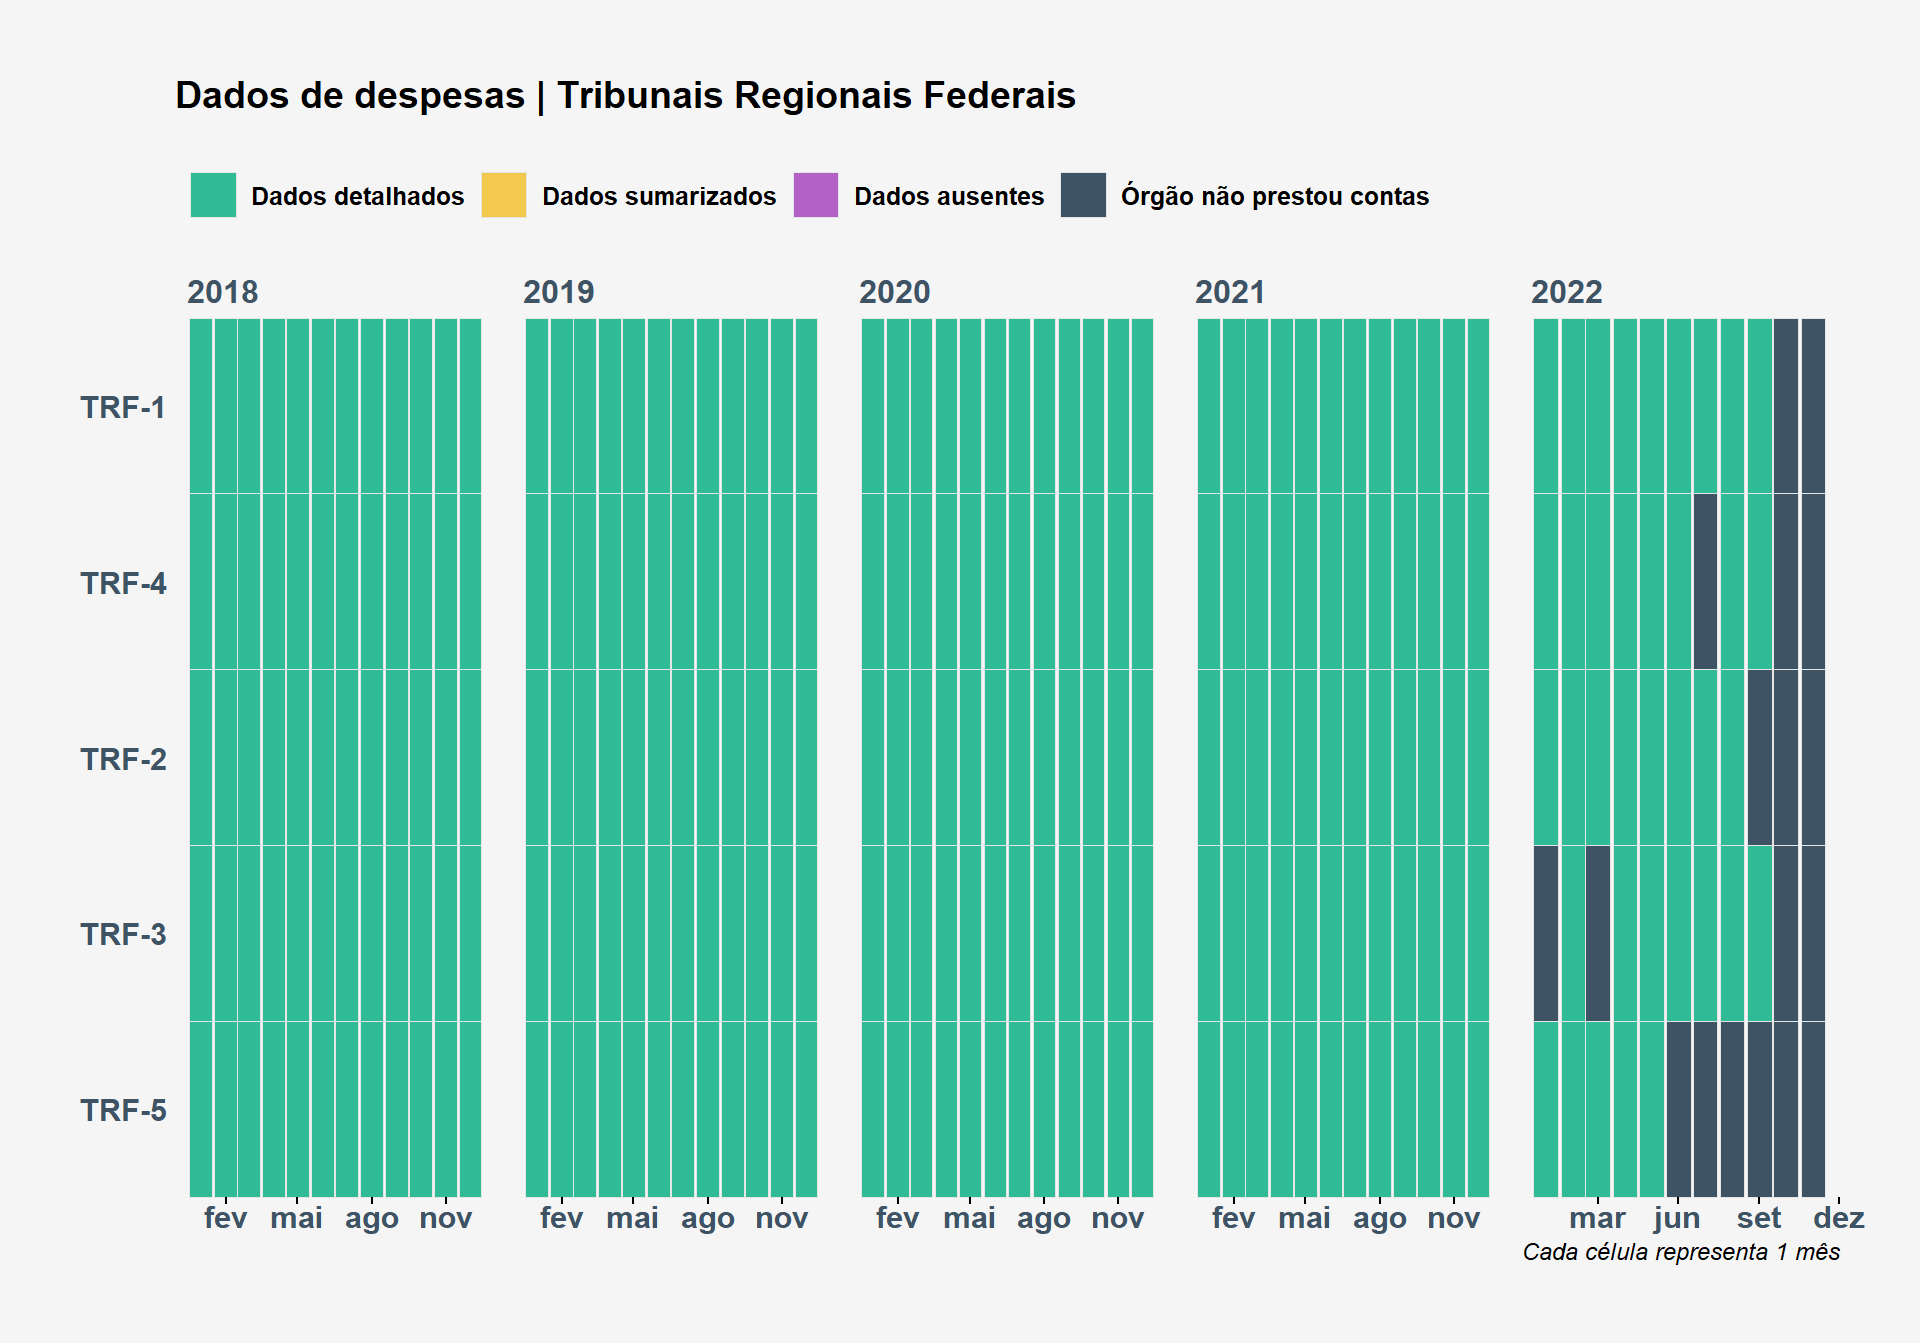 Dados de despesas | Tribunais Regionais Federais
Dados detalhados Dados sumarizados Dados ausentes Órgão não prestou contas
2018 2019 2020 2021 2022
TRF-1
TRF-4
TRF-2
TRF-3
TRF-5
fev mai ago nov fev mai ago nov fev mai ago nov fev mai ago nov mar jun set dez
Cada célula representa 1 mês